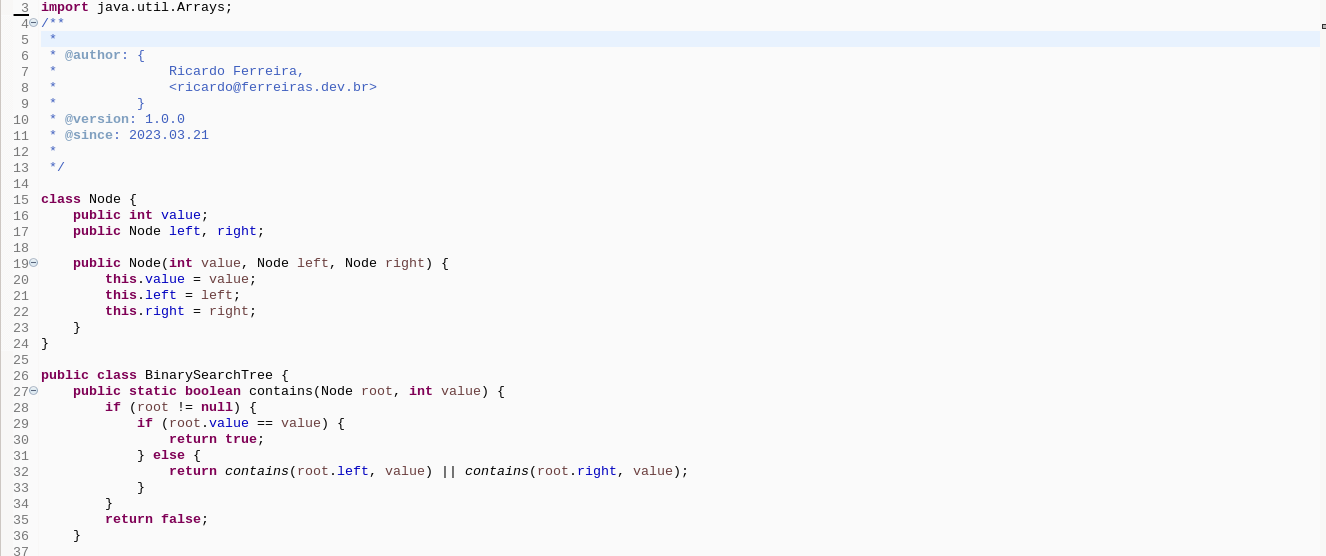 3 import java.util.Arrays;
4 /**
5  *
6  * @author: {
7  *              Ricardo Ferreira,
8  *              <ricardo@ferreiras.dev.br>
9  *          }
10  * @version: 1.0.0
11  * @since: 2023.03.21
12  *
13  */
14
15 class Node {
16     public int value;
17     public Node left, right;
18
19     public Node(int value, Node left, Node right) {
20         this.value = value;
21         this.left = left;
22         this.right = right;
23     }
24 }
25
26 public class BinarySearchTree {
27     public static boolean contains(Node root, int value) {
28         if (root != null) {
29             if (root.value == value) {
30                 return true;
31             } else {
32                 return contains(root.left, value) || contains(root.right, value);
33             }
34         }
35         return false;
36     }
37